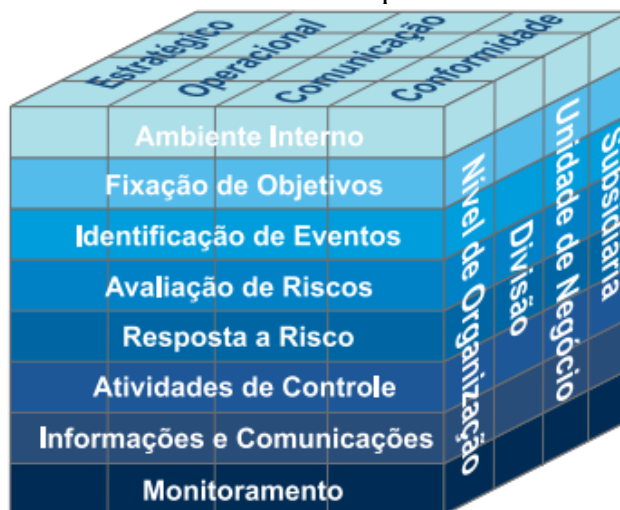 Estratégico
Operacional
Comunicação
Conformidade
Ambiente Interno
Fixação de Objetivos
Identificação de Eventos
Avaliação de Riscos
Resposta a Risco
Atividades de Controle
Informações e Comunicações
Monitoramento
Nível de Organização
Divisão
Unidade de Negócio
Subsidiaria